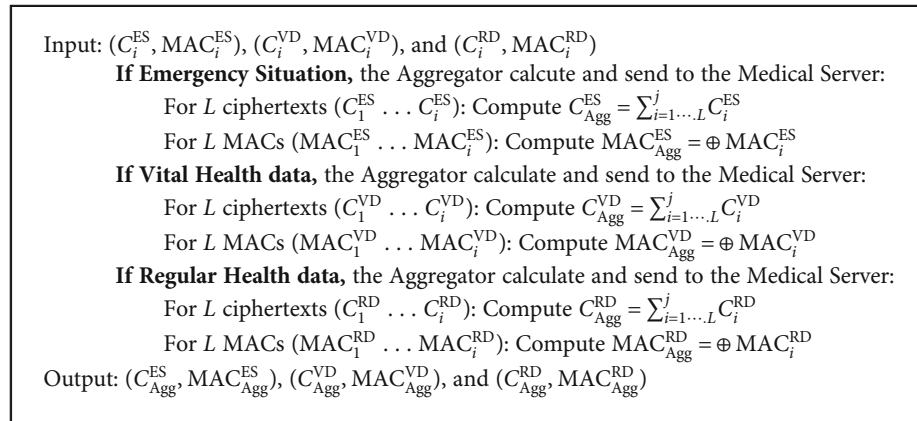 Input: (C_i^ES, MAC_i^ES), (C_i^VD, MAC_i^VD), and (C_i^RD, MAC_i^RD)
If Emergency Situation, the Aggregator calcute and send to the Medical Server:
For L ciphertexts (C_1^ES . . . C_i^ES): Compute C_Agg^ES = ∑_{i=1⋯.L}^j C_i^ES
For L MACs (MAC_1^ES . . . MAC_i^ES): Compute MAC_Agg^ES = ⊕ MAC_i^ES
If Vital Health data, the Aggregator calculate and send to the Medical Server:
For L ciphertexts (C_1^VD . . . C_i^VD): Compute C_Agg^VD = ∑_{i=1⋯.L}^j C_i^VD
For L MACs (MAC_1^VD . . . MAC_i^VD): Compute MAC_Agg^VD = ⊕ MAC_i^VD
If Regular Health data, the Aggregator calculate and send to the Medical Server:
For L ciphertexts (C_1^RD . . . C_i^RD): Compute C_Agg^RD = ∑_{i=1⋯.L}^j C_i^RD
For L MACs (MAC_1^RD . . . MAC_i^RD): Compute MAC_Agg^RD = ⊕ MAC_i^RD
Output: (C_Agg^ES, MAC_Agg^ES), (C_Agg^VD, MAC_Agg^VD), and (C_Agg^RD, MAC_Agg^RD)